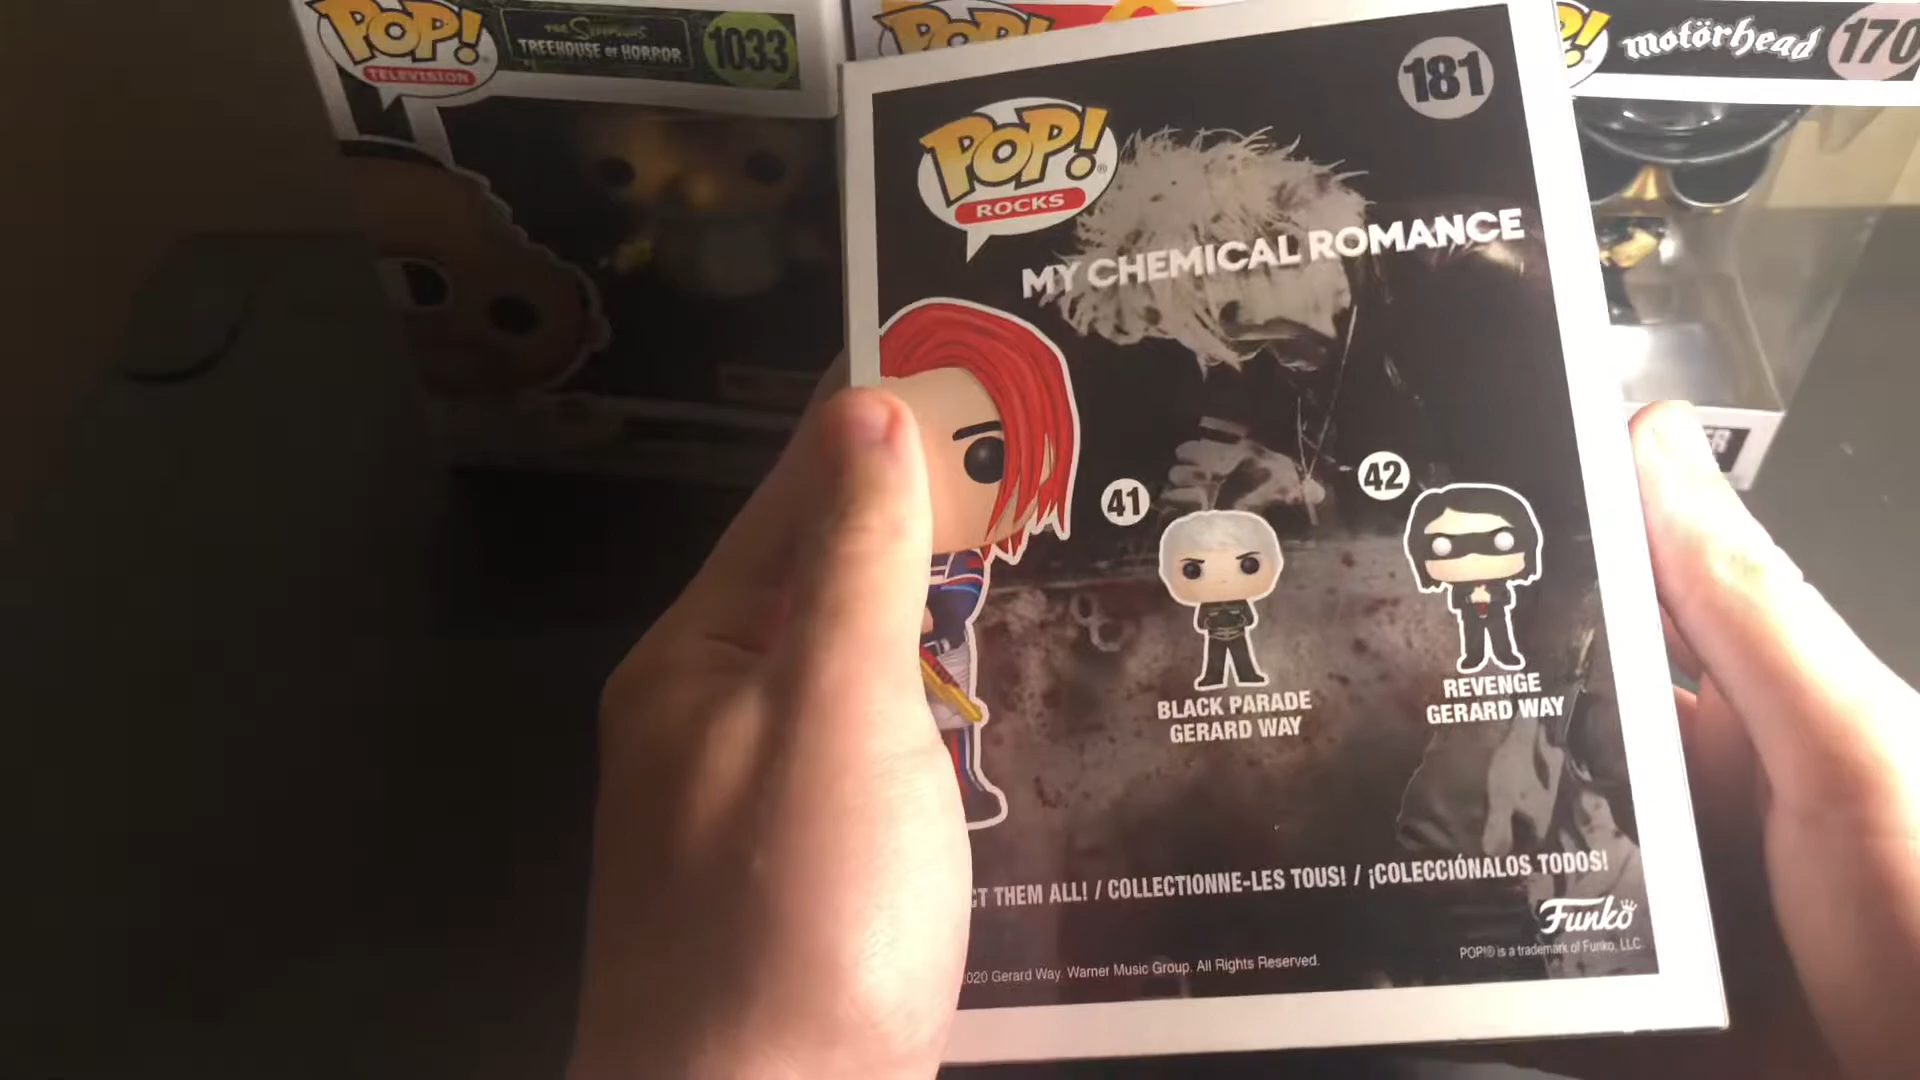 POP!
TELEVISION
THE SIMPSONS
TREEHOUSE OF HORROR
1033
POP!
motörhead
170
181
POP!
ROCKS
MY CHEMICAL ROMANCE
41
42
BLACK PARADE
GERARD WAY
REVENGE
GERARD WAY
THEM ALL! / COLLECTIONNE-LES TOUS! / ¡COLECCIÓNALOS TODOS!
Funko
POP!® is a trademark of Funko, LLC
Gerard Way. Warner Music Group. All Rights Reserved.